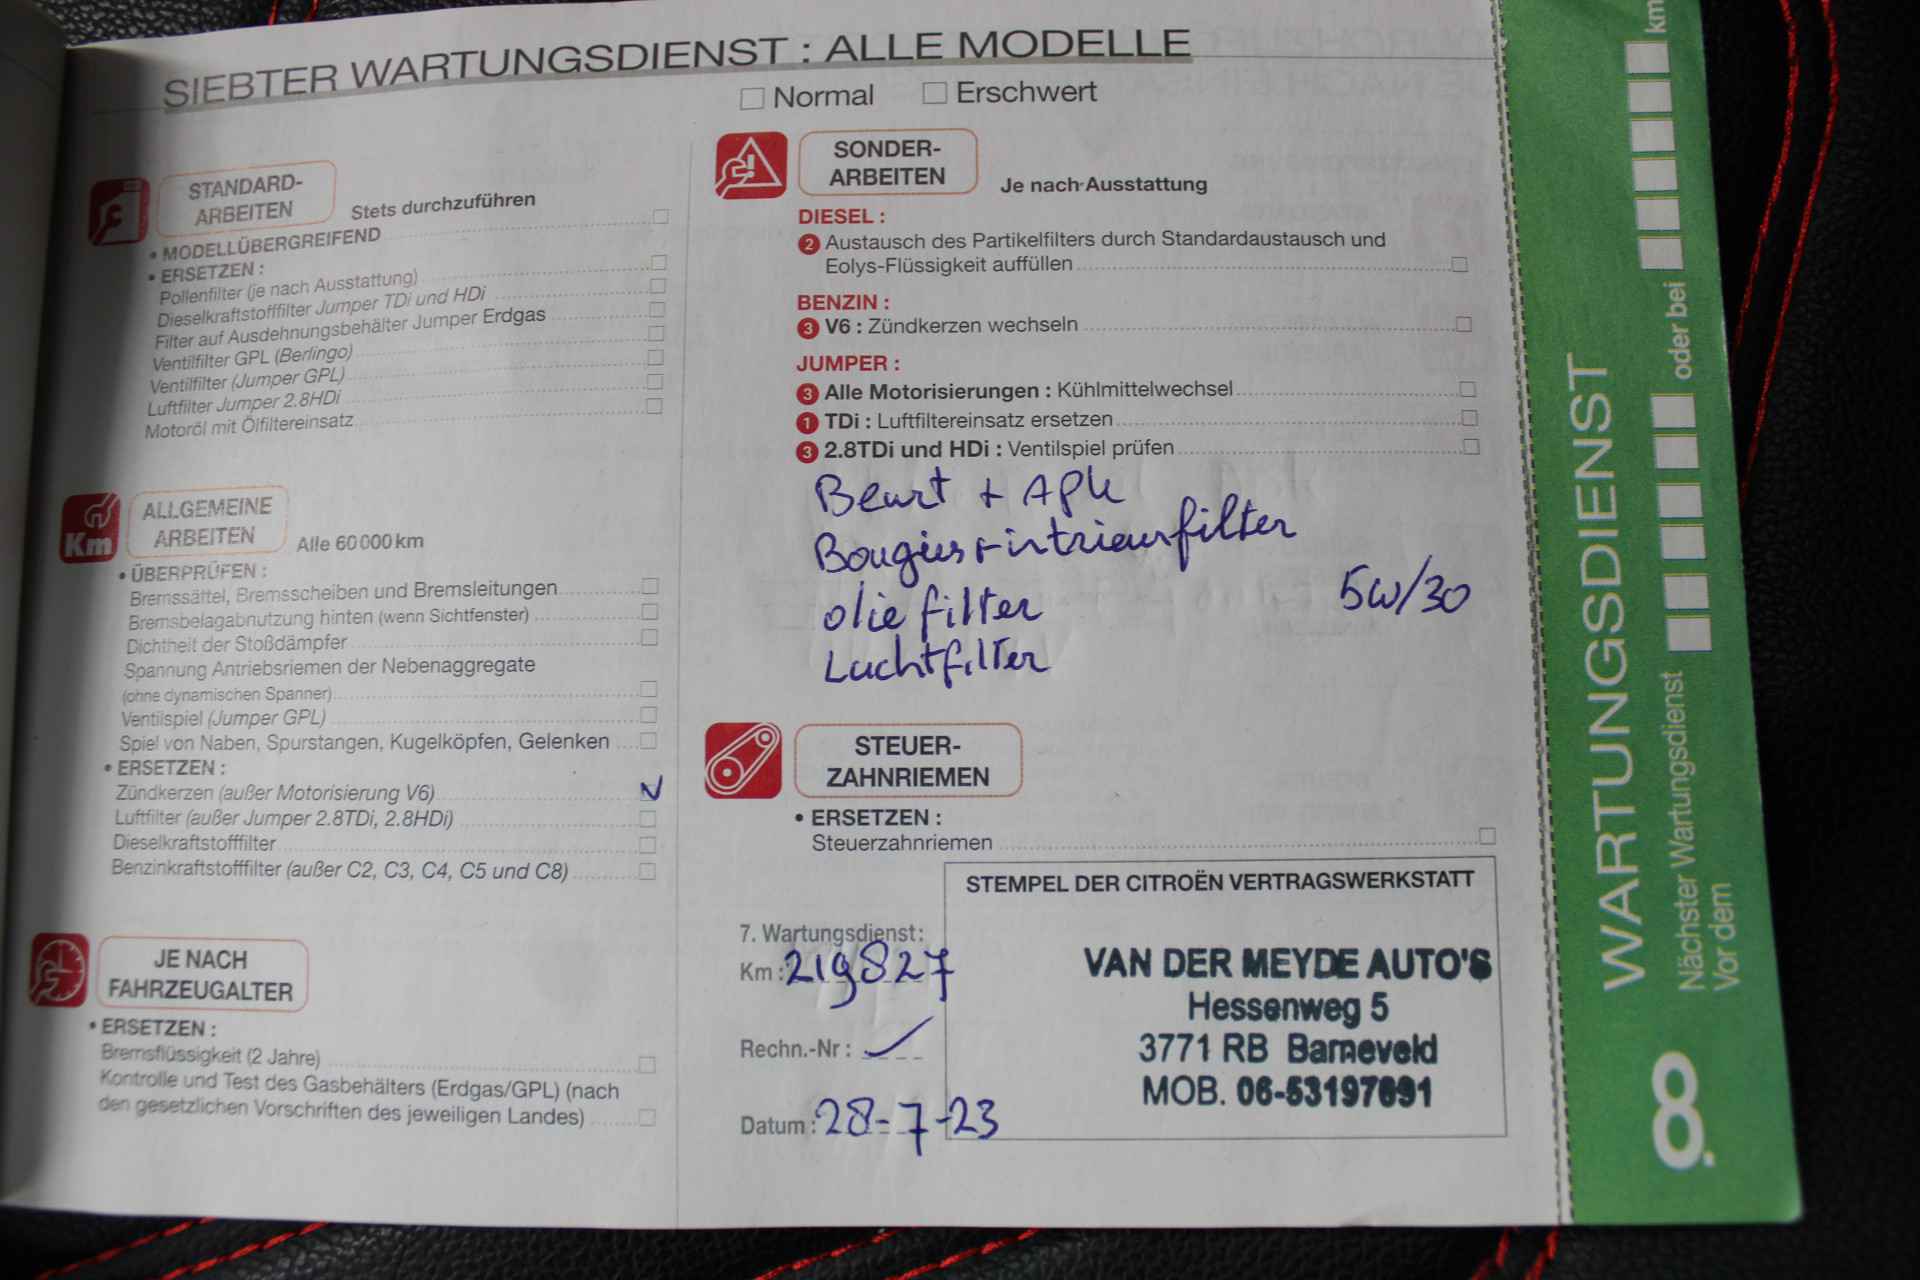 SIEBTER WARTUNGSDIENST : ALLE MODELLE
Normal Erschwert
STANDARD-
ARBEITEN
Stets durchzuführen
• MODELLÜBERGREIFEND
• ERSETZEN :
Pollenfilter (je nach Ausstattung)
Dieselkraftstofffilter Jumper TDi und HDi
Filter auf Ausdehnungsbehälter Jumper Erdgas
Ventilfilter GPL (Berlingo)
Ventilfilter (Jumper GPL)
Luftfilter Jumper 2.8HDi
Motoröl mit Ölfiltereinsatz
Km
ALLGEMEINE
ARBEITEN
Alle 60 000 km
• ÜBERPRÜFEN :
Bremssättel, Bremsscheiben und Bremsleitungen
Bremsbelagabnutzung hinten (wenn Sichtfenster)
Dichtheit der Stoßdämpfer
Spannung Antriebsriemen der Nebenaggregate
(ohne dynamischen Spanner)
Ventilspiel (Jumper GPL)
Spiel von Naben, Spurstangen, Kugelköpfen, Gelenken
• ERSETZEN :
Zündkerzen (außer Motorisierung V6)
Luftfilter (außer Jumper 2.8TDi, 2.8HDi)
Dieselkraftstofffilter
Benzinkraftstofffilter (außer C2, C3, C4, C5 und C8)
JE NACH
FAHRZEUGALTER
• ERSETZEN :
Bremsflüssigkeit (2 Jahre)
Kontrolle und Test des Gasbehälters (Erdgas/GPL) (nach
den gesetzlichen Vorschriften des jeweiligen Landes)
SONDER-
ARBEITEN
Je nach Ausstattung
DIESEL :
2 Austausch des Partikelfilters durch Standardaustausch und
Eolys-Flüssigkeit auffüllen
BENZIN :
3 V6 : Zündkerzen wechseln
JUMPER :
3 Alle Motorisierungen : Kühlmittelwechsel
1 TDi : Luftfiltereinsatz ersetzen
3 2.8TDi und HDi : Ventilspiel prüfen
Beurt + APK
Bougies + intrieurfilter
olie filter 5W/30
Luchtfilter
STEUER-
ZAHNRIEMEN
• ERSETZEN :
Steuerzahnriemen
STEMPEL DER CITROËN VERTRAGSWERKSTATT
7. Wartungsdienst:
Km : 219827
Rechn.-Nr :
Datum : 28-7-23
VAN DER MEYDE AUTO'S
Hessenweg 5
3771 RB Barneveld
MOB. 06-53197691
8. WARTUNGSDIENST
Nächster Wartungsdienst
Vor dem oder bei km